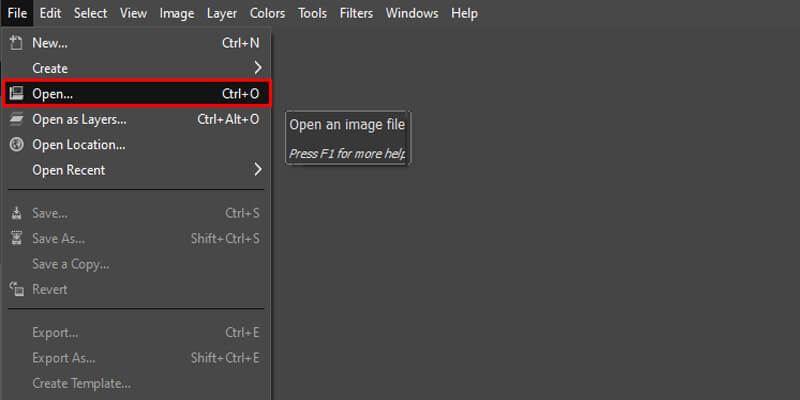 File Edit Select View Image Layer Colors Tools Filters Windows Help
New... Ctrl+N
Create
Open... Ctrl+O
Open as Layers... Ctrl+Alt+O
Open Location...
Open Recent
Save... Ctrl+S
Save As... Shift+Ctrl+S
Save a Copy...
Revert
Export... Ctrl+E
Export As... Shift+Ctrl+E
Create Template...
Open an image file
Press F1 for more help